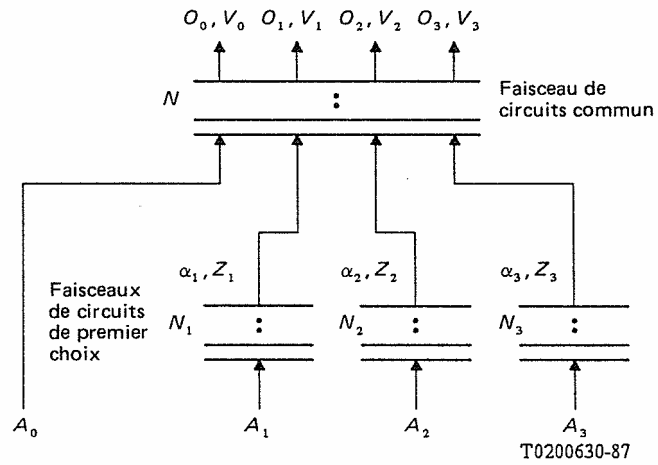 O₀, V₀ O₁, V₁ O₂, V₂ O₃, V₃
N
Faisceau de
circuits commun
α₁, Z₁ α₂, Z₂ α₃, Z₃
Faisceaux
de circuits
de premier
choix
N₁ N₂ N₃
A₀ A₁ A₂ A₃
T0200630-87